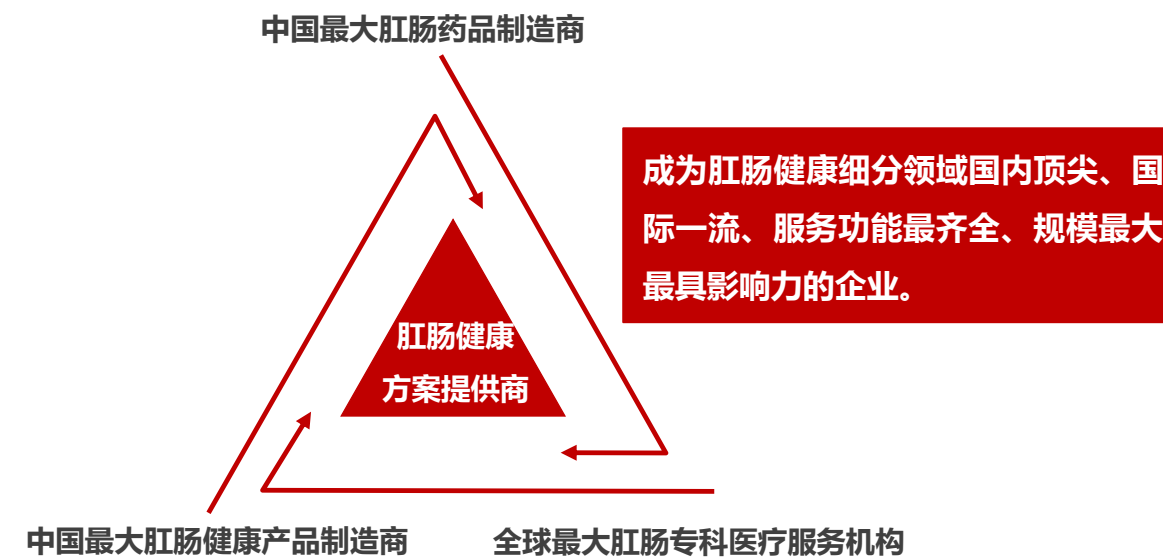 中国最大肛肠药品制造商
成为肛肠健康细分领域国内顶尖、国
际一流、服务功能最齐全、规模最大
最具影响力的企业。
肛肠健康
方案提供商
中国最大肛肠健康产品制造商
全球最大肛肠专科医疗服务机构